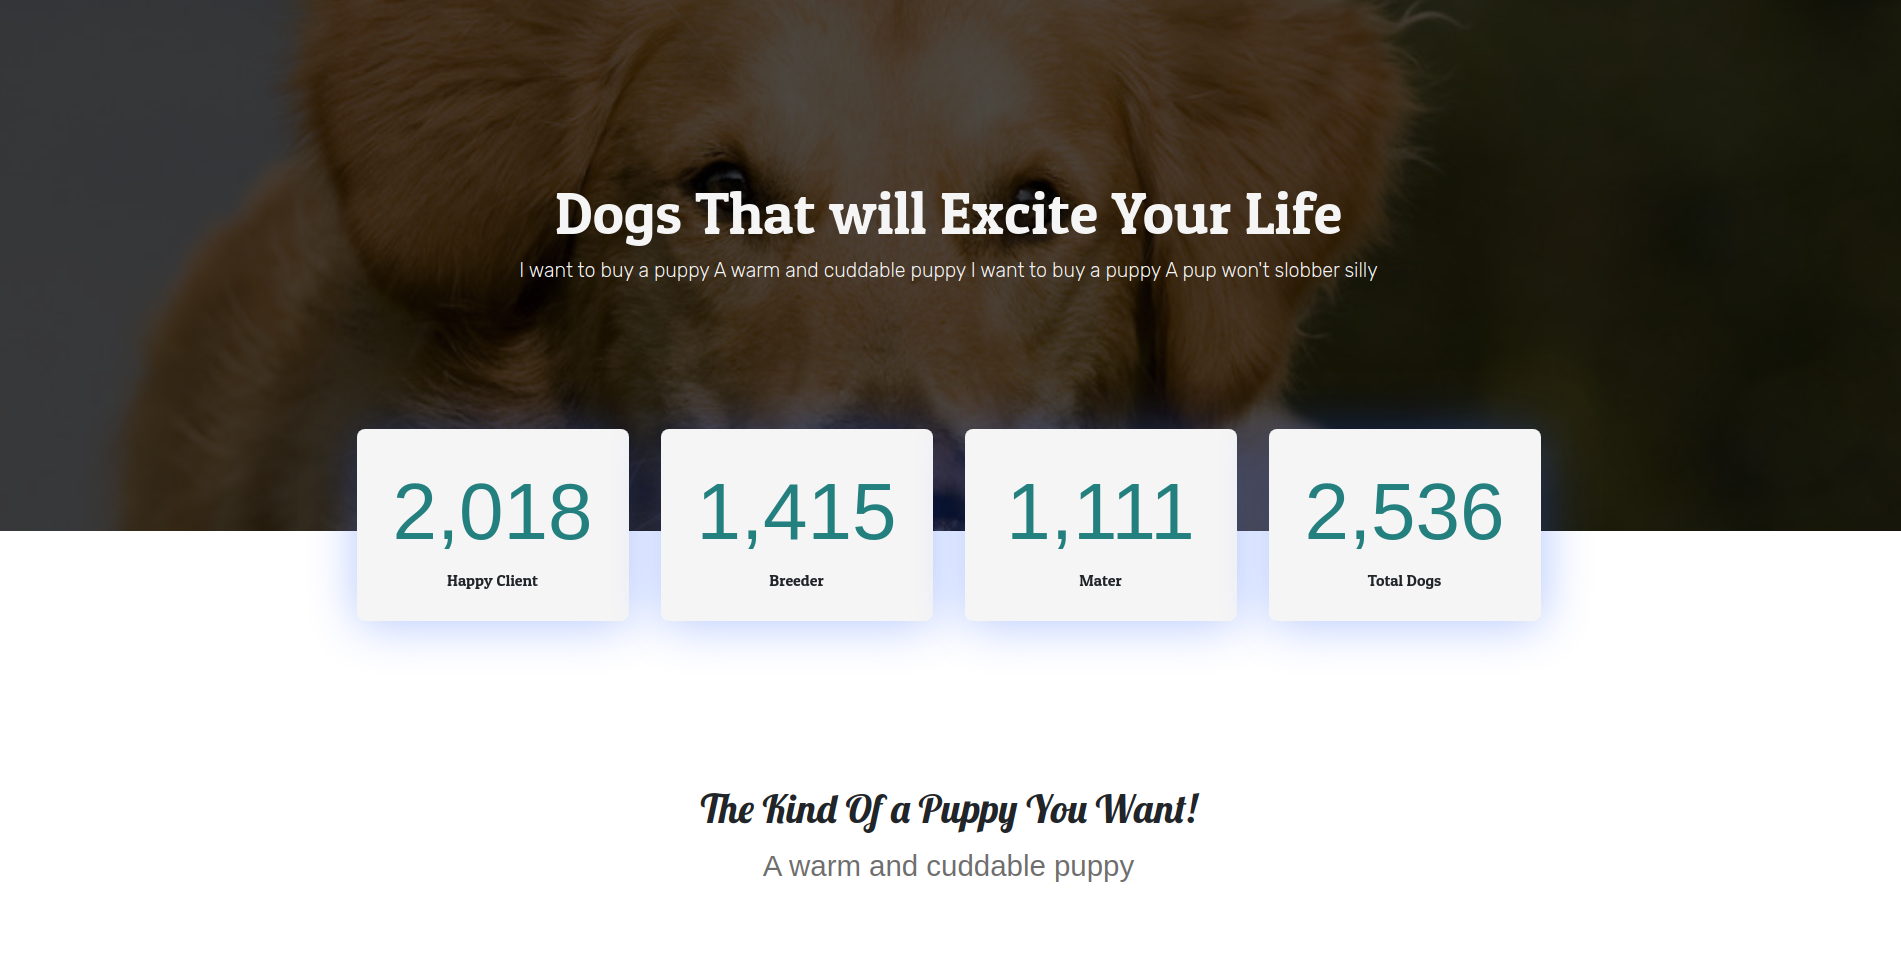 Dogs That will Excite Your Life
I want to buy a puppy A warm and cuddable puppy I want to buy a puppy A pup won't slobber silly
2,018
Happy Client
1,415
Breeder
1,111
Mater
2,536
Total Dogs
The Kind Of a Puppy You Want!
A warm and cuddable puppy